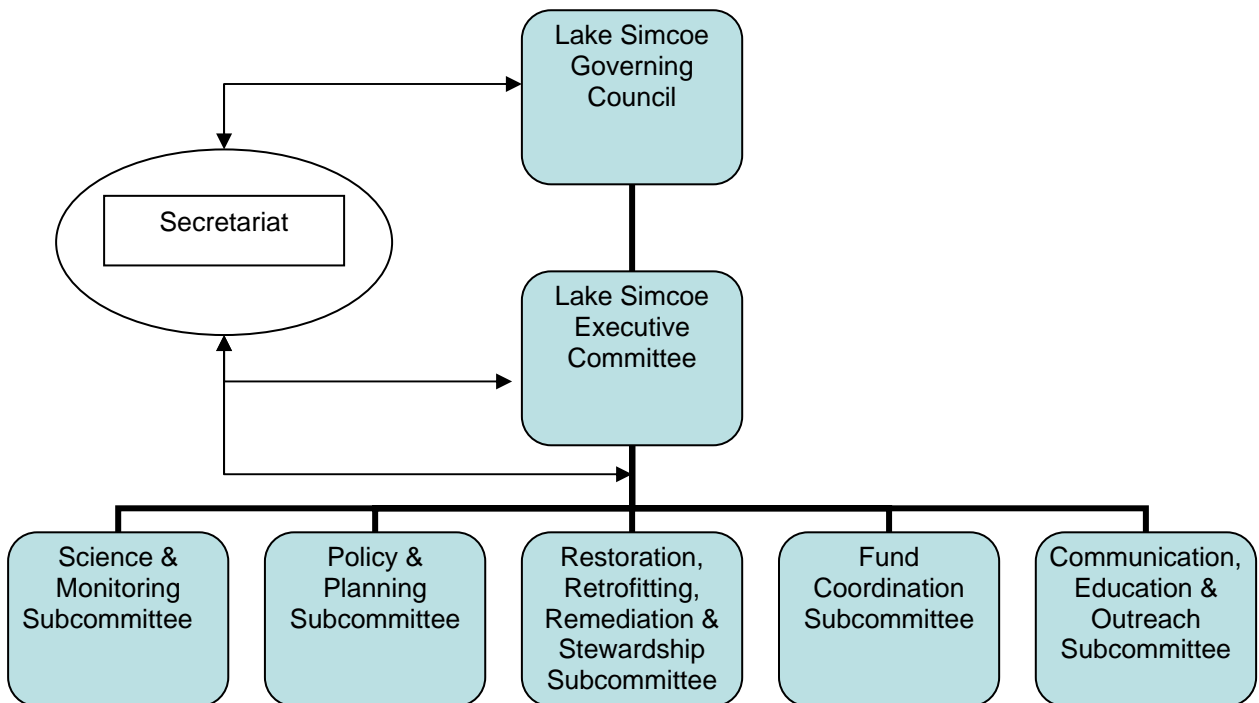 Lake Simcoe
Governing
Council
Secretariat
Lake Simcoe
Executive
Committee
Science &
Monitoring
Subcommittee
Policy &
Planning
Subcommittee
Restoration,
Retrofitting,
Remediation &
Stewardship
Subcommittee
Fund
Coordination
Subcommittee
Communication,
Education &
Outreach
Subcommittee